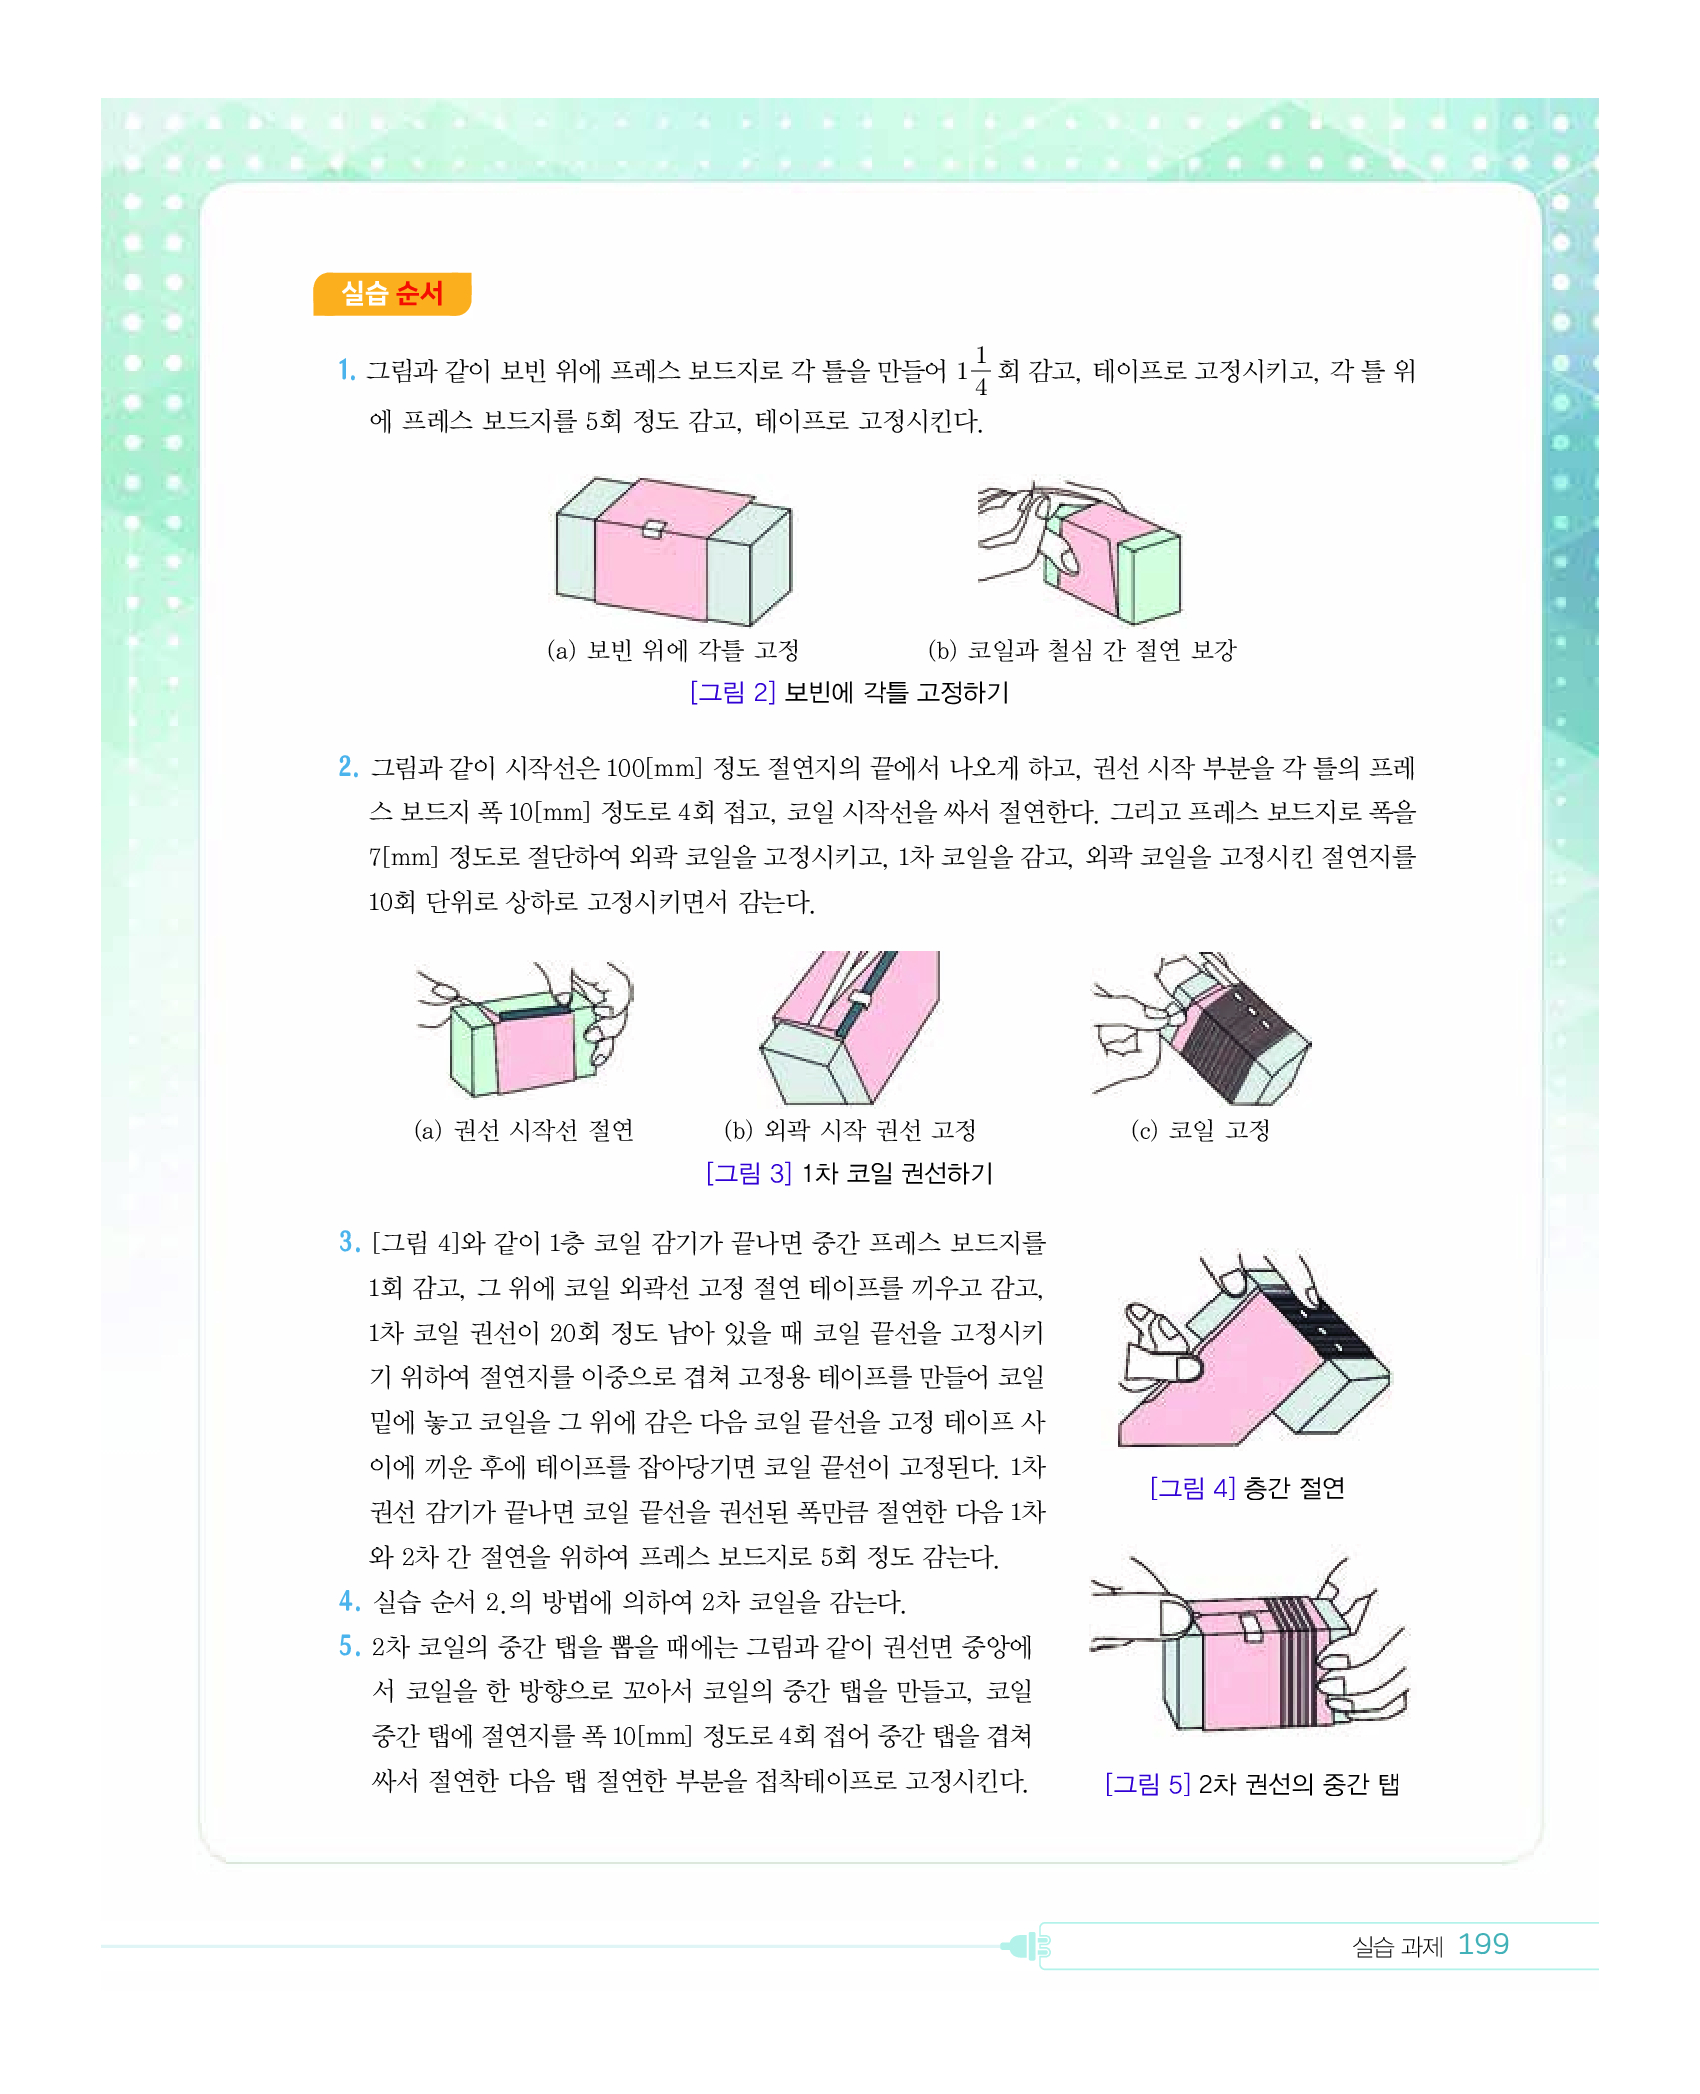 실습 순서
1. 그림과 같이 보빈 위에 프레스 보드지로 각 틀을 만들어 1 1/4 회 감고, 테이프로 고정시키고, 각 틀 위
에 프레스 보드지를 5회 정도 감고, 테이프로 고정시킨다.
(a) 보빈 위에 각틀 고정
(b) 코일과 철심 간 절연 보강
[그림 2] 보빈에 각틀 고정하기
2. 그림과 같이 시작선은 100[mm] 정도 절연지의 끝에서 나오게 하고, 권선 시작 부분을 각 틀의 프레
스 보드지 폭 10[mm] 정도로 4회 접고, 코일 시작선을 싸서 절연한다. 그리고 프레스 보드지로 폭을
7[mm] 정도로 절단하여 외곽 코일을 고정시키고, 1차 코일을 감고, 외곽 코일을 고정시킨 절연지를
10회 단위로 상하로 고정시키면서 감는다.
(a) 권선 시작선 절연
(b) 외곽 시작 권선 고정
(c) 코일 고정
[그림 3] 1차 코일 권선하기
3. [그림 4]와 같이 1층 코일 감기가 끝나면 중간 프레스 보드지를
1회 감고, 그 위에 코일 외곽선 고정 절연 테이프를 끼우고 감고,
1차 코일 권선이 20회 정도 남아 있을 때 코일 끝선을 고정시키
기 위하여 절연지를 이중으로 겹쳐 고정용 테이프를 만들어 코일
밑에 놓고 코일을 그 위에 감은 다음 코일 끝선을 고정 테이프 사
이에 끼운 후에 테이프를 잡아당기면 코일 끝선이 고정된다. 1차
권선 감기가 끝나면 코일 끝선을 권선된 폭만큼 절연한 다음 1차
와 2차 간 절연을 위하여 프레스 보드지로 5회 정도 감는다.
[그림 4] 층간 절연
4. 실습 순서 2.의 방법에 의하여 2차 코일을 감는다.
5. 2차 코일의 중간 탭을 뽑을 때에는 그림과 같이 권선면 중앙에
서 코일을 한 방향으로 꼬아서 코일의 중간 탭을 만들고, 코일
중간 탭에 절연지를 폭 10[mm] 정도로 4회 접어 중간 탭을 겹쳐
싸서 절연한 다음 탭 절연한 부분을 접착테이프로 고정시킨다.
[그림 5] 2차 권선의 중간 탭
실습 과제 199